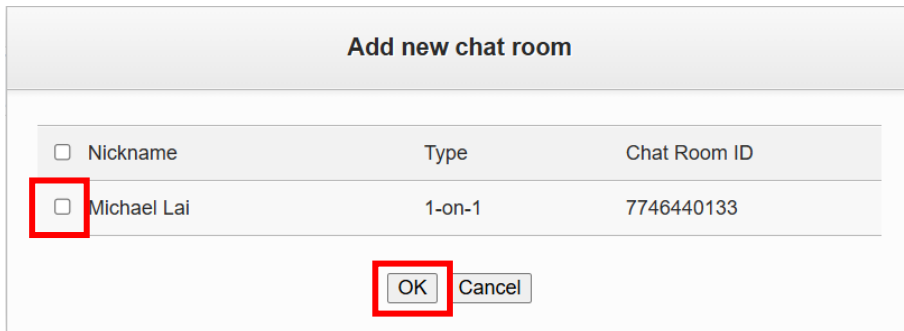 Add new chat room
Nickname Type Chat Room ID
Michael Lai 1-on-1 7746440133
OK Cancel